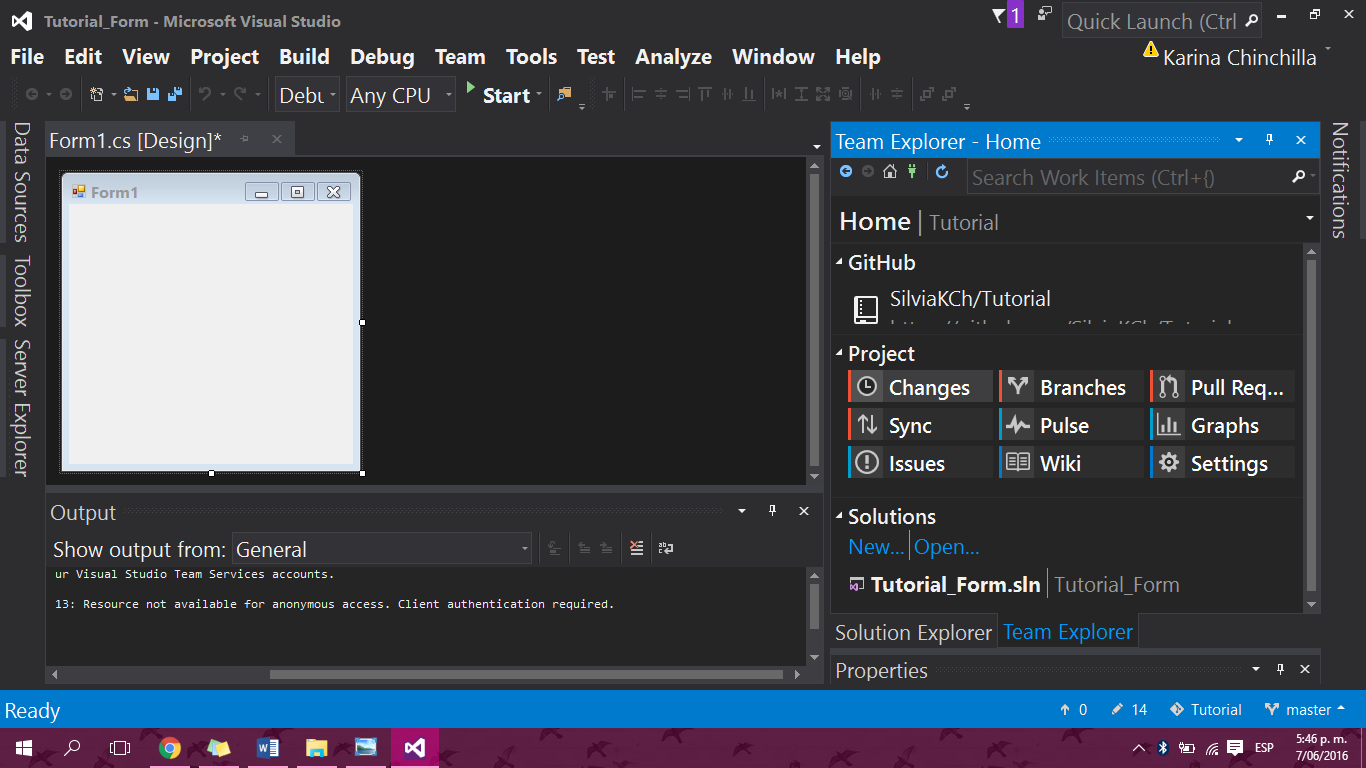 Tutorial_Form - Microsoft Visual Studio
1
Quick Launch (Ctrl
File Edit View Project Build Debug Team Tools Test Analyze Window Help
Karina Chinchilla
Debu Any CPU Start
Data Sources
Toolbox
Server Explorer
Form1.cs [Design]*
Form1
Output
Show output from: General
ur Visual Studio Team Services accounts.
13: Resource not available for anonymous access. Client authentication required.
Team Explorer - Home
Search Work Items (Ctrl+{)
Home | Tutorial
GitHub
SilviaKCh/Tutorial
Project
Changes Branches Pull Req...
Sync Pulse Graphs
Issues Wiki Settings
Solutions
New... Open...
Tutorial_Form.sln Tutorial_Form
Solution Explorer Team Explorer
Properties
Notifications
Ready
0 14 Tutorial master
ESP
5:46 p. m.
7/06/2016